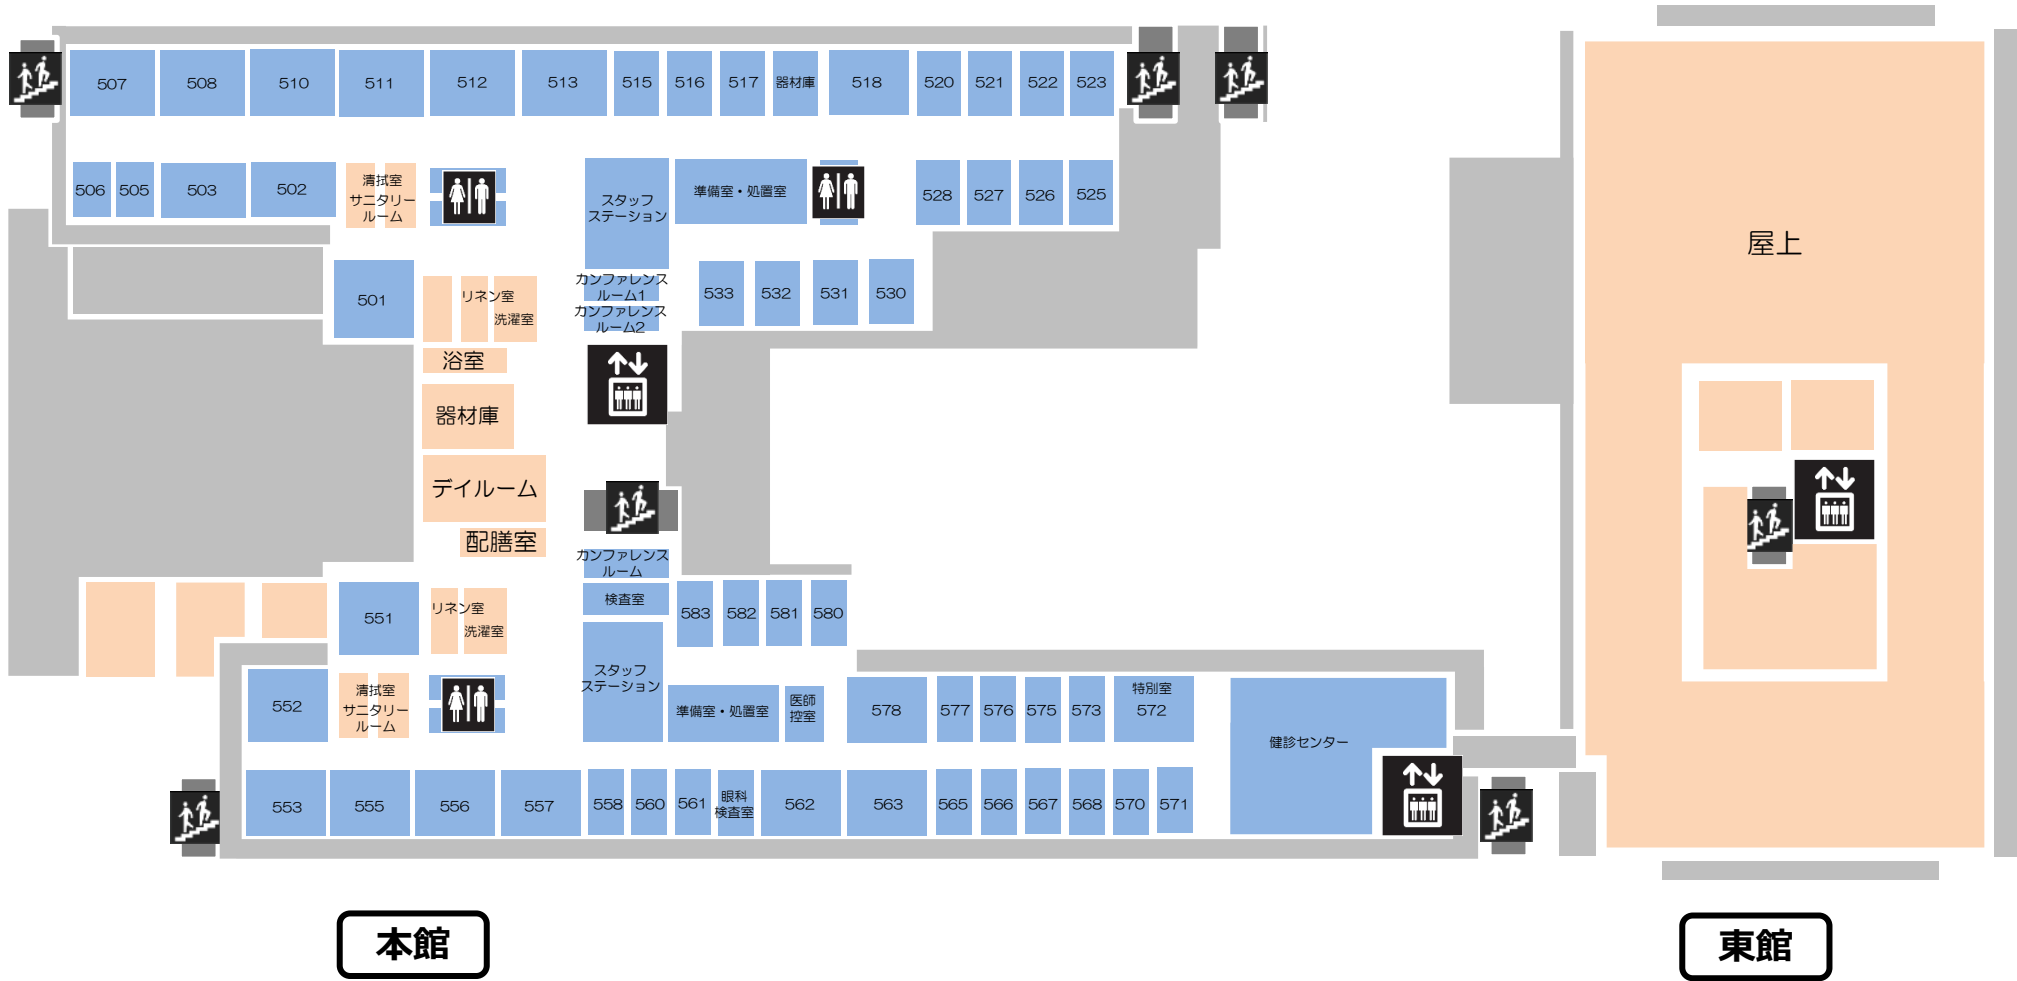 507 508 510 511 512 513 515 516 517 器材庫 518 520 521 522 523
506 505 503 502
清拭室
サニタリー
ルーム
スタッフ
ステーション
準備室・処置室
528 527 526 525
屋上
501
リネン室
洗濯室
カンファレンス
ルーム1
カンファレンス
ルーム2
533 532 531 530
浴室
器材庫
デイルーム
配膳室
カンファレンス
ルーム
検査室
551
リネン室
洗濯室
583 582 581 580
552
清拭室
サニタリー
ルーム
スタッフ
ステーション
準備室・処置室
医師
控室
578 577 576 575 573
特別室
572
健診センター
553 555 556 557 558 560 561
眼科
検査室
562 563 565 566 567 568 570 571
本館
東館